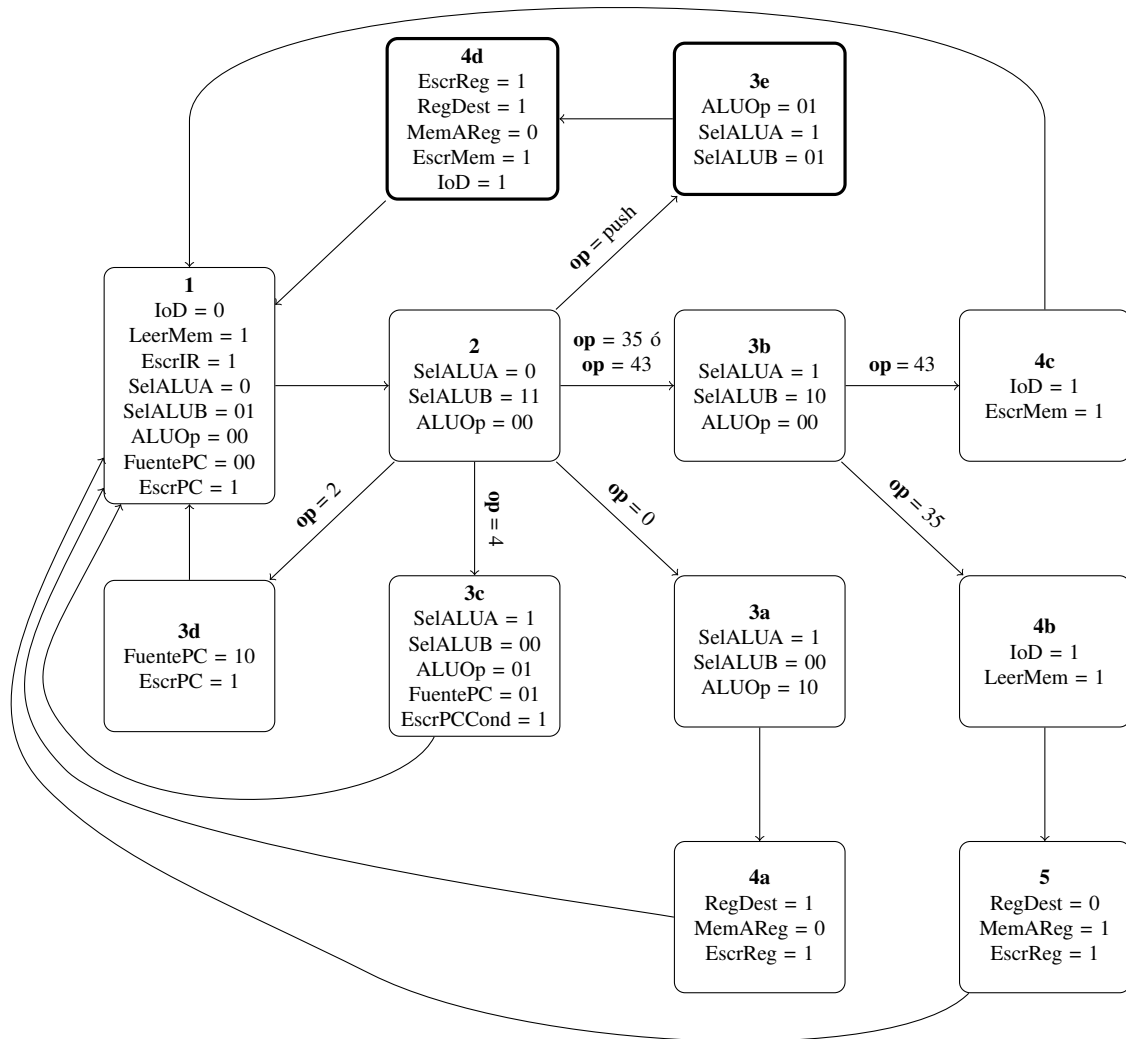 4d
EscrReg = 1
RegDest = 1
MemAReg = 0
EscrMem = 1
IoD = 1
3e
ALUOp = 01
SelALUA = 1
SelALUB = 01
op = push
1
IoD = 0
LeerMem = 1
EscrIR = 1
SelALUA = 0
SelALUB = 01
ALUOp = 00
FuentePC = 00
EscrPC = 1
2
SelALUA = 0
SelALUB = 11
ALUOp = 00
op = 35 ó
op = 43
3b
SelALUA = 1
SelALUB = 10
ALUOp = 00
op = 43
4c
IoD = 1
EscrMem = 1
op = 2
op = 4
op = 0
op = 35
3d
FuentePC = 10
EscrPC = 1
3c
SelALUA = 1
SelALUB = 00
ALUOp = 01
FuentePC = 01
EscrPCCond = 1
3a
SelALUA = 1
SelALUB = 00
ALUOp = 10
4b
IoD = 1
LeerMem = 1
4a
RegDest = 1
MemAReg = 0
EscrReg = 1
5
RegDest = 0
MemAReg = 1
EscrReg = 1